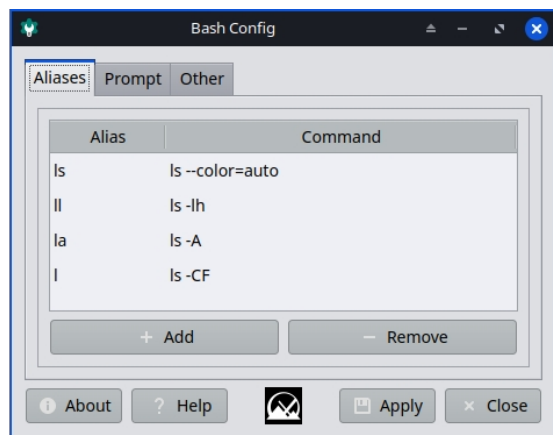 Bash Config
Aliases Prompt Other
Alias Command
ls ls --color=auto
ll ls -lh
la ls -A
l ls -CF
+ Add − Remove
About ? Help Apply × Close